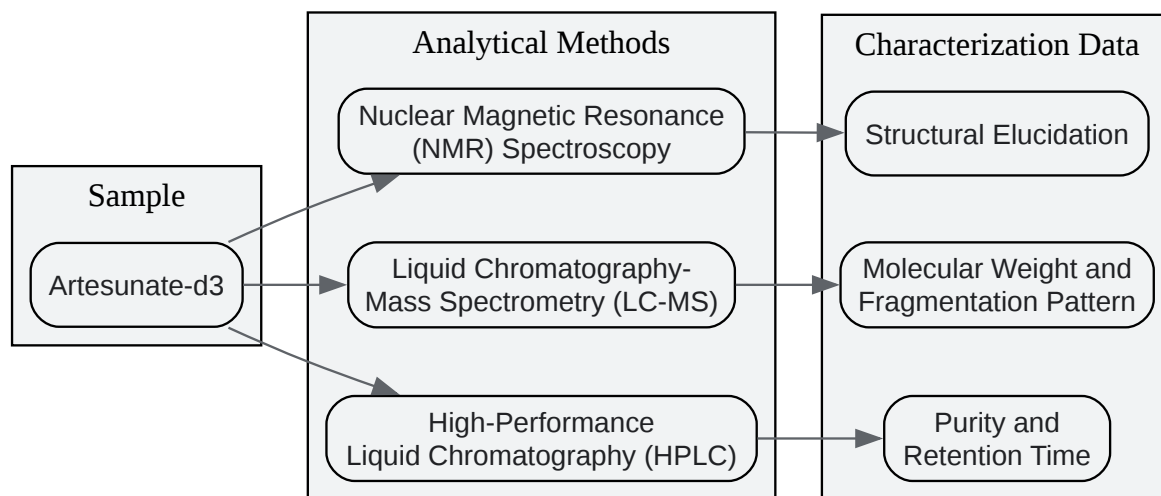 Sample
Artesunate-d3
Analytical Methods
Nuclear Magnetic Resonance
(NMR) Spectroscopy
Liquid Chromatography-
Mass Spectrometry (LC-MS)
High-Performance
Liquid Chromatography (HPLC)
Characterization Data
Structural Elucidation
Molecular Weight and
Fragmentation Pattern
Purity and
Retention Time